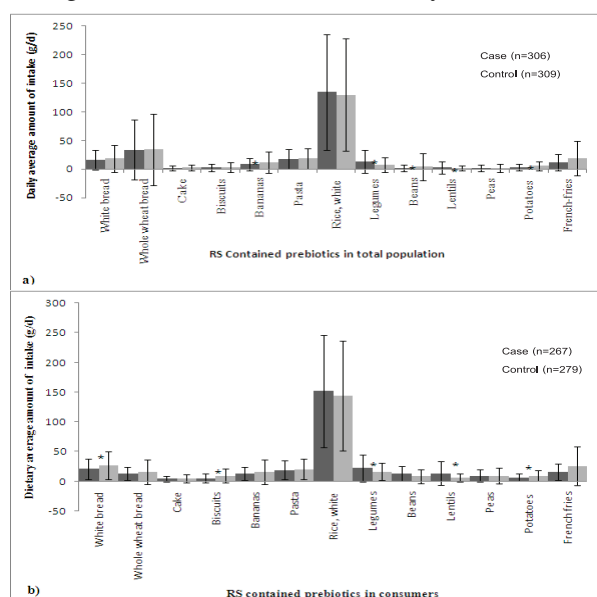 Daily average amount of intake (g/d)
250
200
150
100
50
0
-50
Case (n=306)
Control (n=309)
* * * * *
White bread
Whole wheat bread
Cake
Biscuits
Bananas
Pasta
Rice, white
Legumes
Beans
Lentils
Peas
Potatoes
French-fries
RS Contained prebiotics in total population
a)
Dietary average amount of intake (g/d)
300
250
200
150
100
50
0
-50
Case (n=267)
Control (n=279)
* * * * *
White bread
Whole wheat bread
Cake
Biscuits
Bananas
Pasta
Rice, white
Legumes
Beans
Lentils
Peas
Potatoes
French fries
b)
RS contained prebiotics in consumers